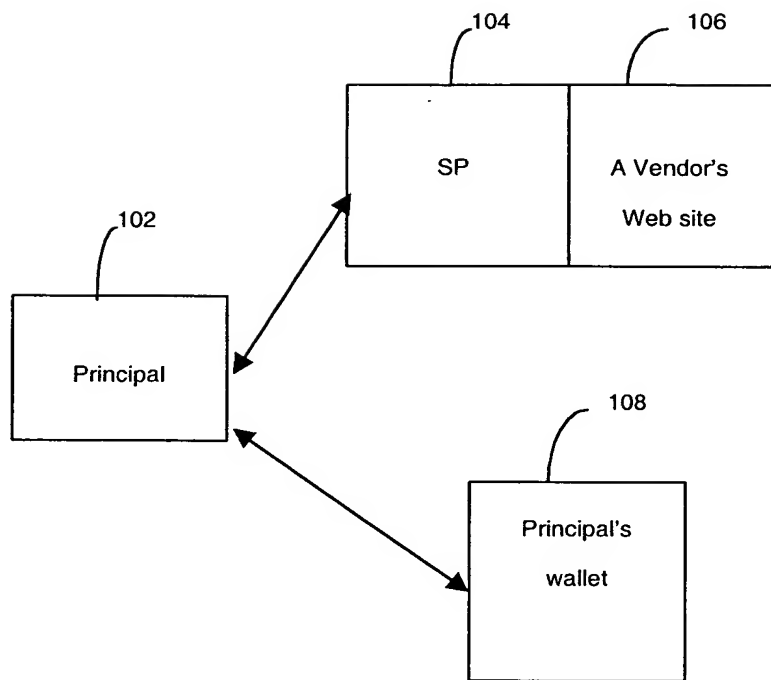 104
106
SP
A Vendor's
Web site
102
Principal
108
Principal's
wallet